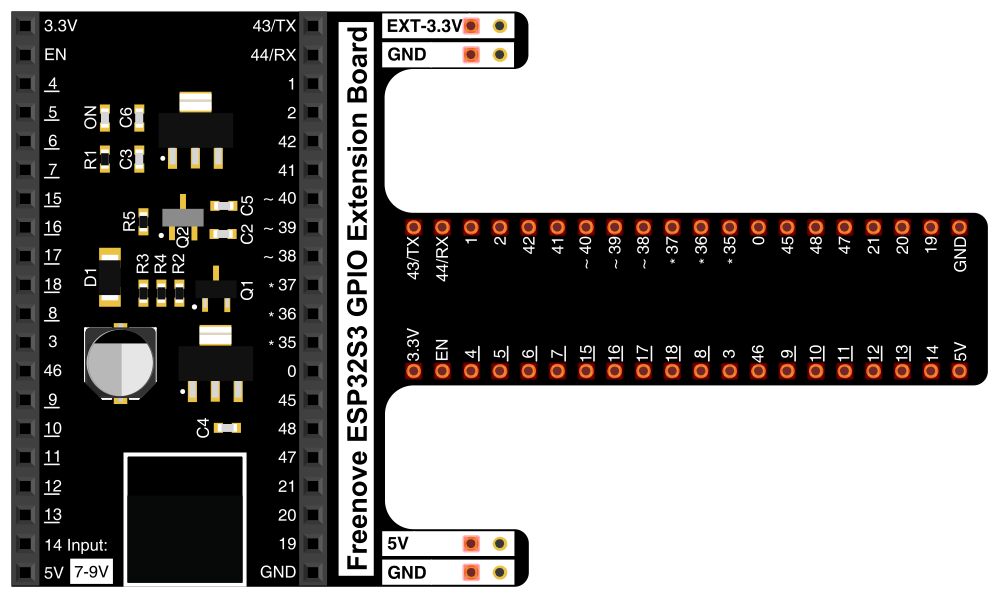 3.3V
EN
4
5
6
7
15
16
17
18
8
3
46
9
10
11
12
13
14 Input:
5V 7-9V
ON
C6
R1
C3
R5
Q2
C5
C2
D1
R3
R4
R2
Q1
C4
43/TX
44/RX
1
2
42
41
~ 40
~ 39
~ 38
* 37
* 36
* 35
0
45
48
47
21
20
19
GND
Freenove ESP32S3 GPIO Extension Board
EXT-3.3V
GND
43/TX
44/RX
1
2
42
41
~ 40
~ 39
~ 38
* 37
* 36
* 35
0
45
48
47
21
20
19
GND
3.3V
EN
4
5
6
7
15
16
17
18
8
3
46
9
10
11
12
13
14
5V
5V
GND